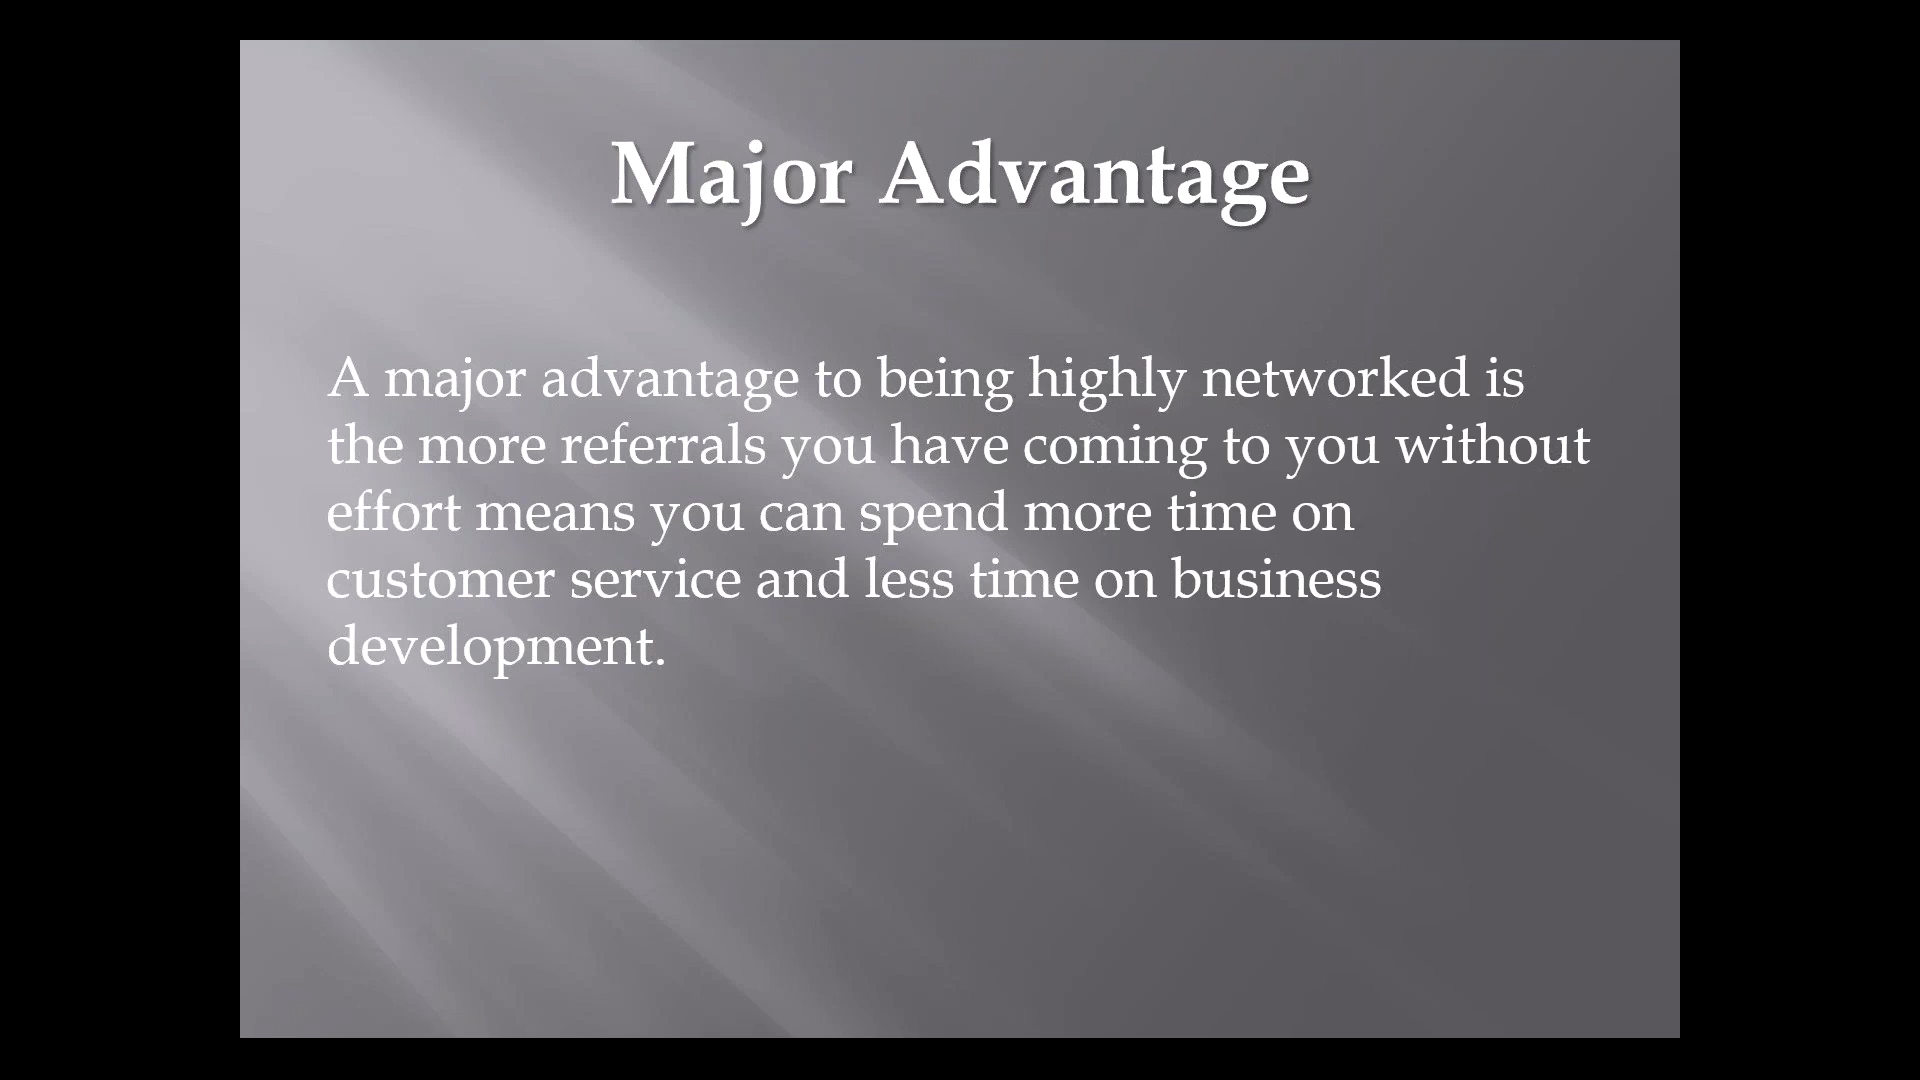 Major Advantage
A major advantage to being highly networked is
the more referrals you have coming to you without
effort means you can spend more time on
customer service and less time on business
development.